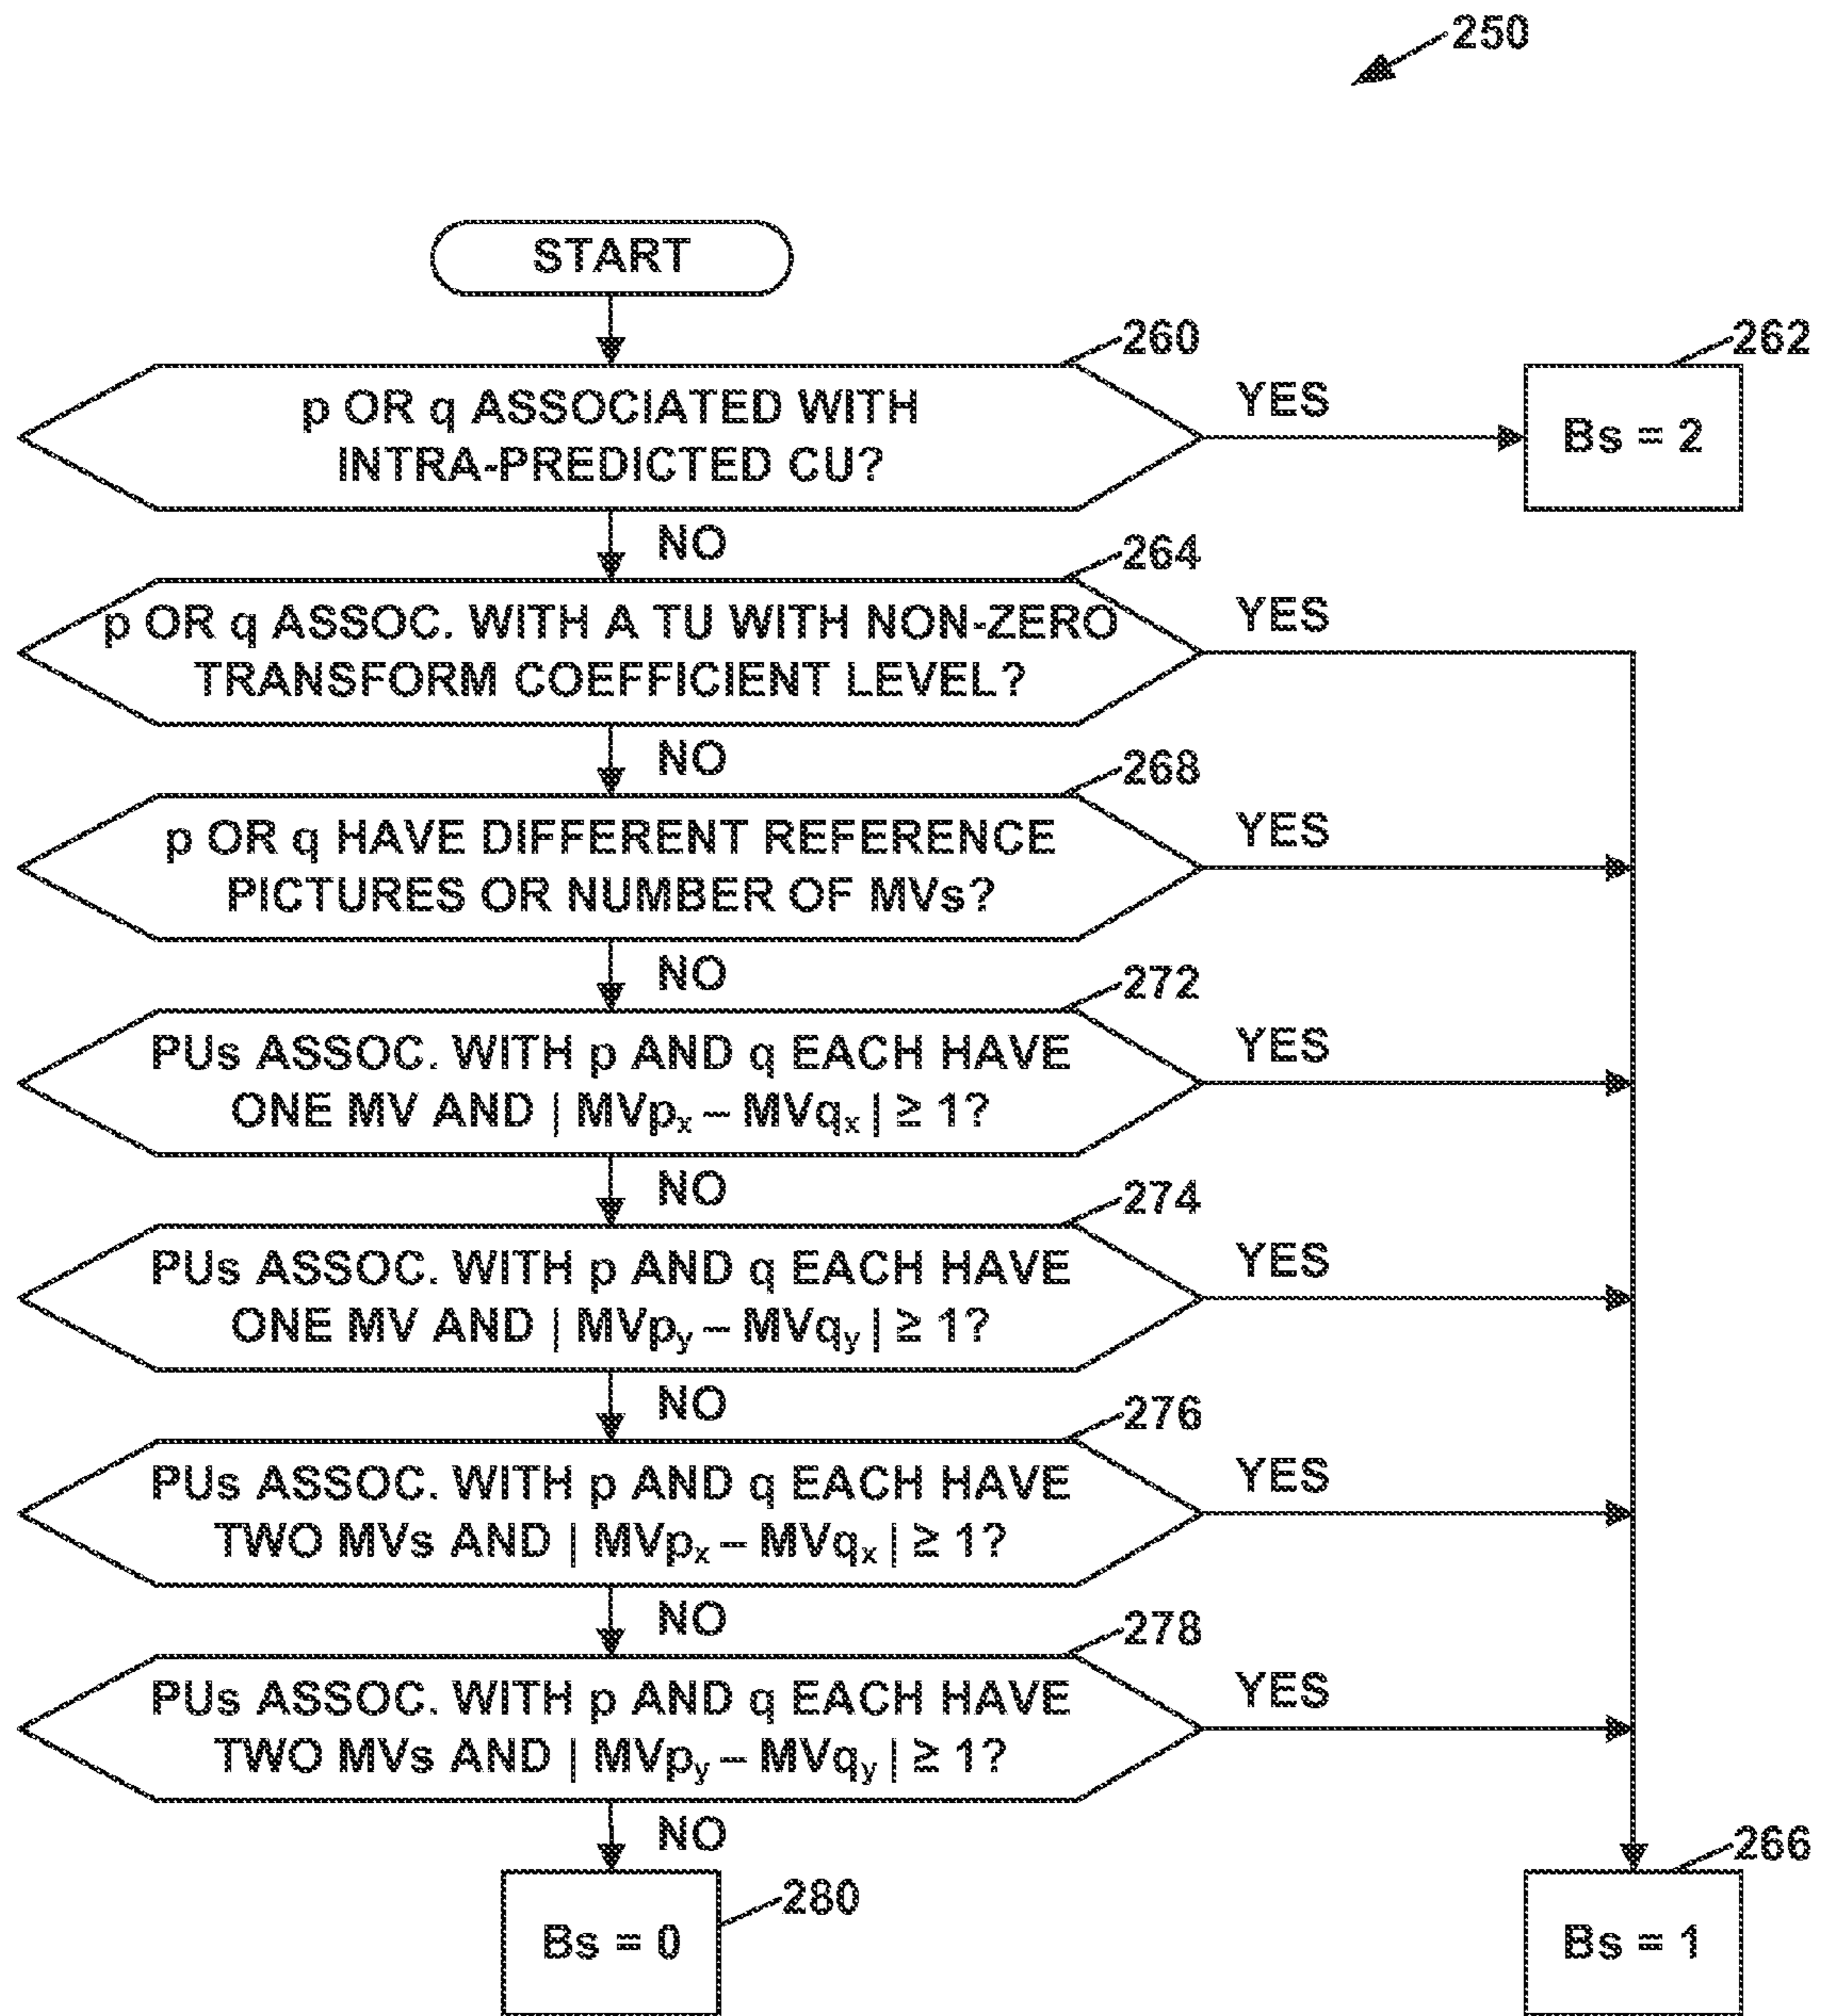 250
START
260
p OR q ASSOCIATED WITH
INTRA-PREDICTED CU?
YES
262
Bs = 2
NO
264
p OR q ASSOC. WITH A TU WITH NON-ZERO
TRANSFORM COEFFICIENT LEVEL?
YES
NO
268
p OR q HAVE DIFFERENT REFERENCE
PICTURES OR NUMBER OF MVs?
YES
NO
272
PUs ASSOC. WITH p AND q EACH HAVE
ONE MV AND | MVpₓ – MVqₓ | ≥ 1?
YES
NO
274
PUs ASSOC. WITH p AND q EACH HAVE
ONE MV AND | MVp_y – MVq_y | ≥ 1?
YES
NO
276
PUs ASSOC. WITH p AND q EACH HAVE
TWO MVs AND | MVpₓ – MVqₓ | ≥ 1?
YES
NO
278
PUs ASSOC. WITH p AND q EACH HAVE
TWO MVs AND | MVp_y – MVq_y | ≥ 1?
YES
NO
280
Bs = 0
266
Bs = 1